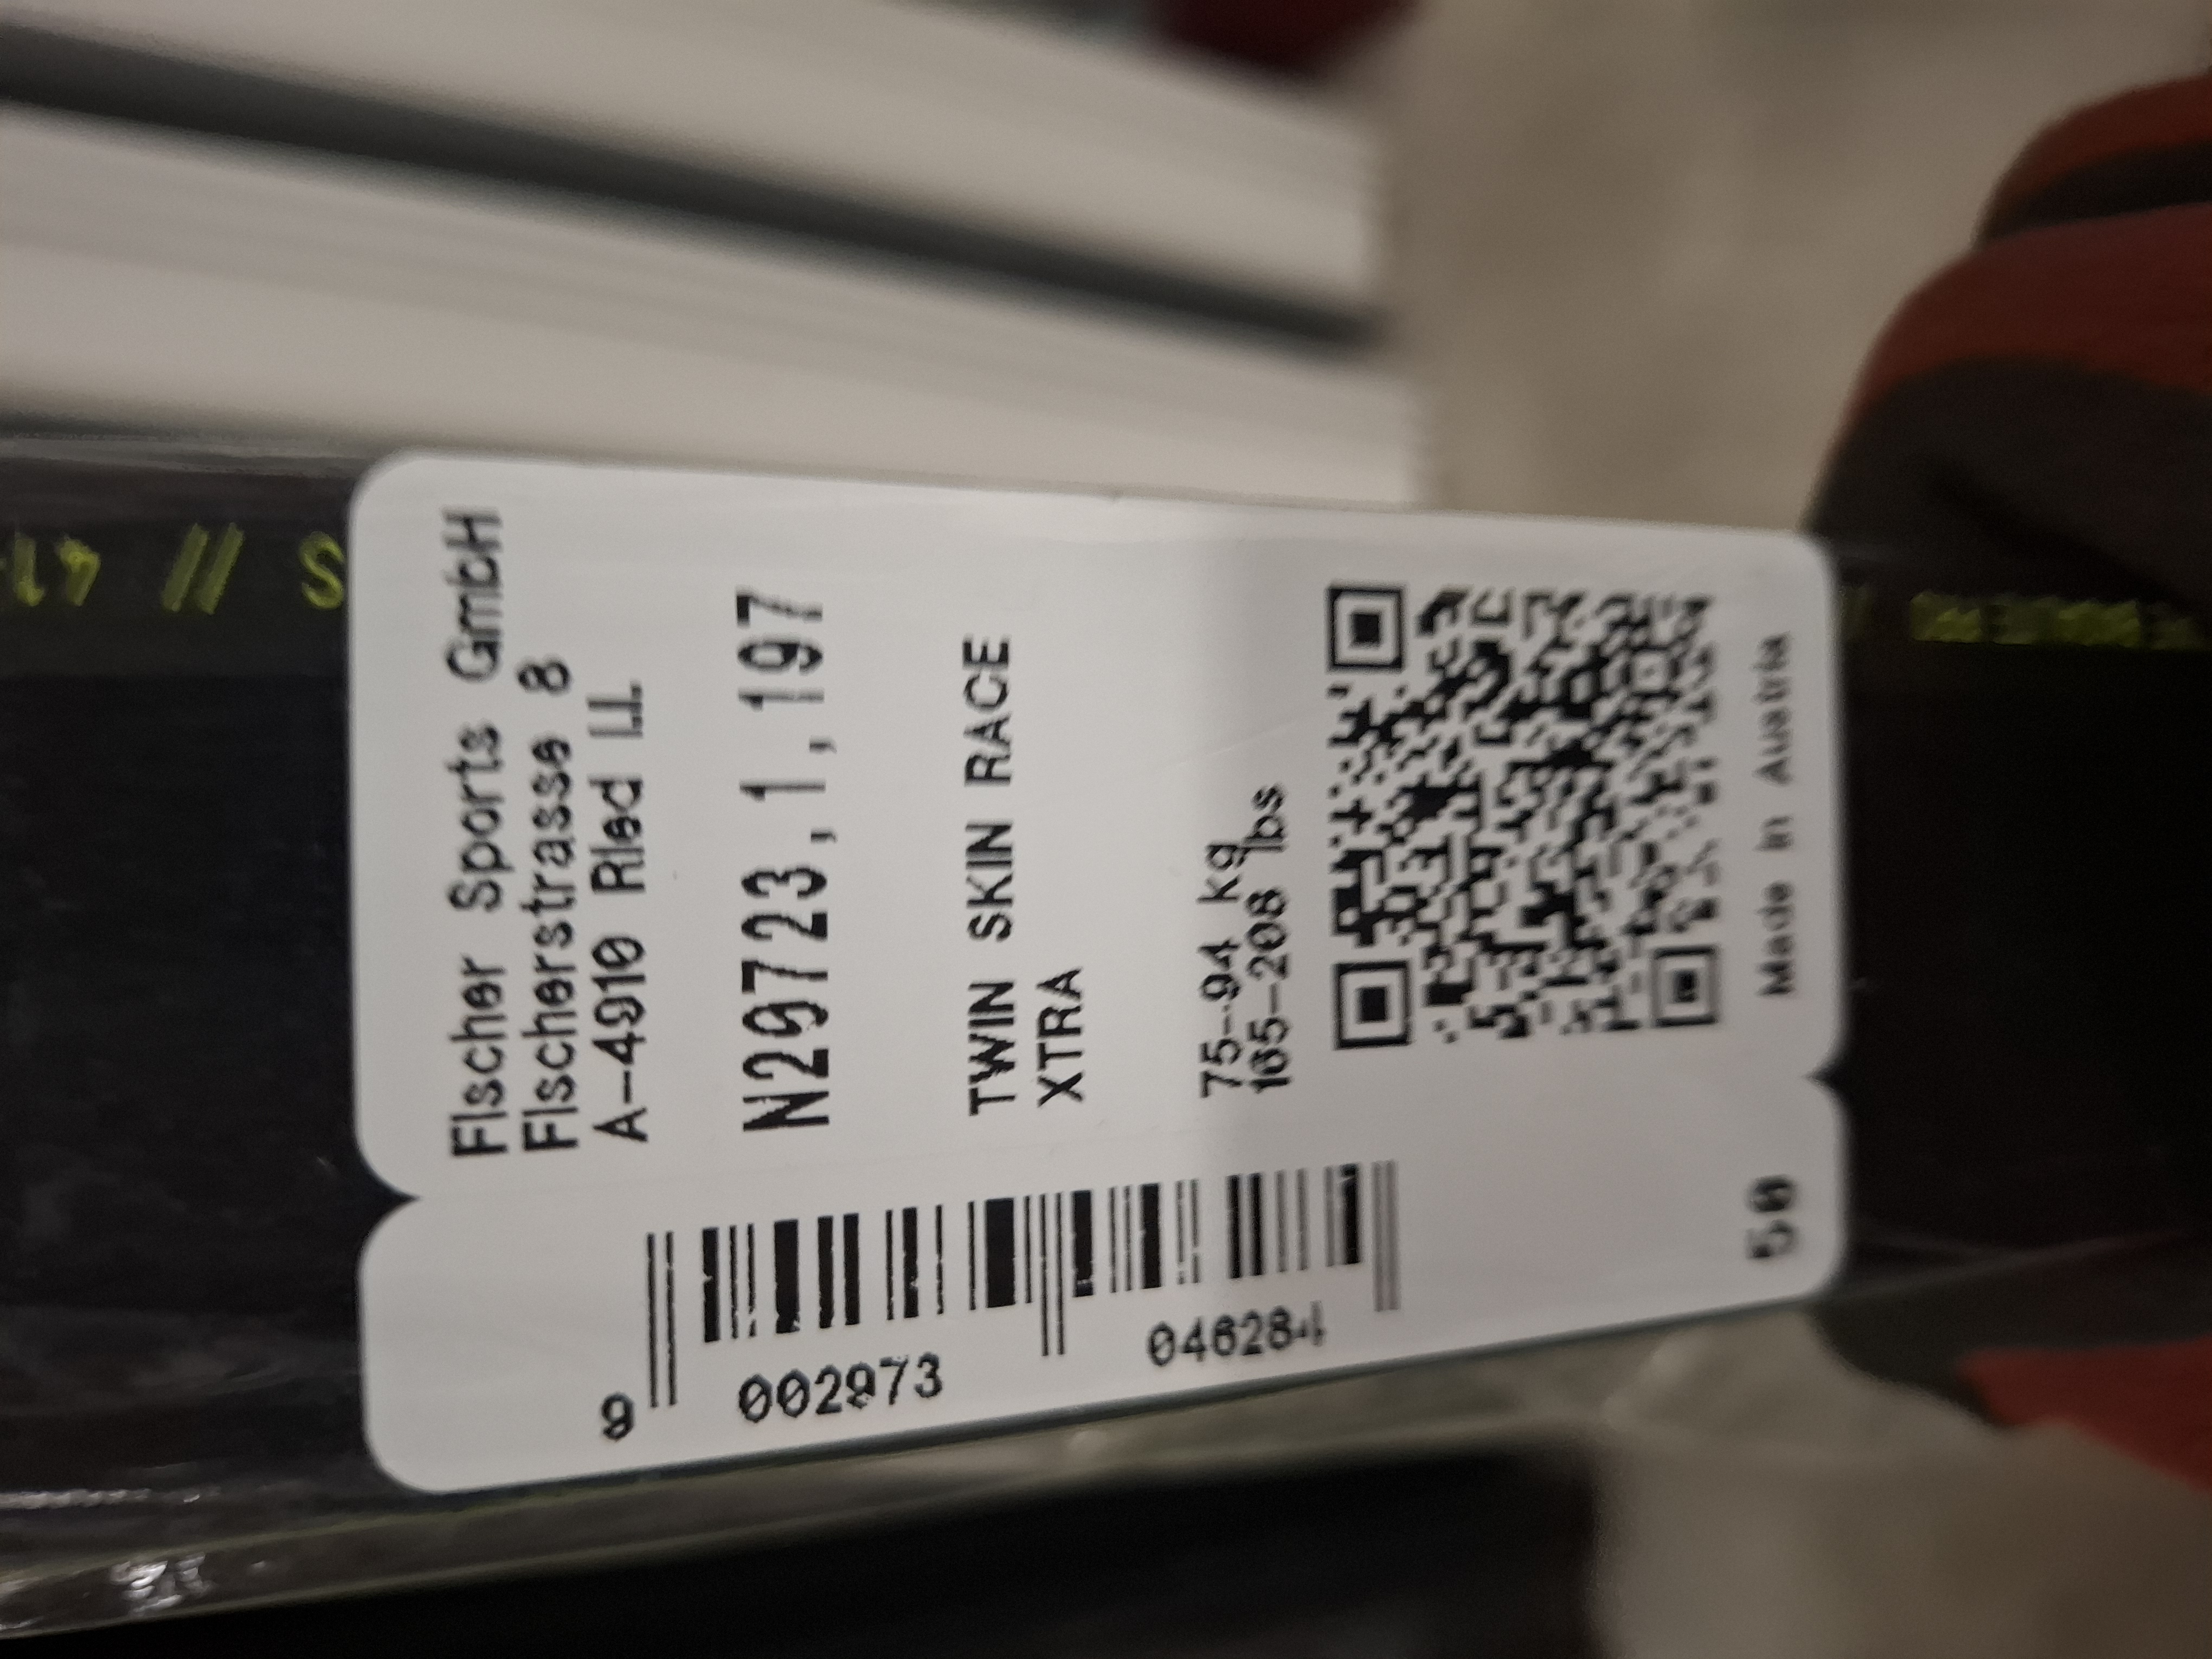 Fischer Sports GmbH
Fischerstrasse 8
A-4910 Ried i.I.
N29723,1,197
TWIN SKIN RACE
XTRA
75-94 kg
165-208 lbs
Made in Austria
9 002973 046284
50